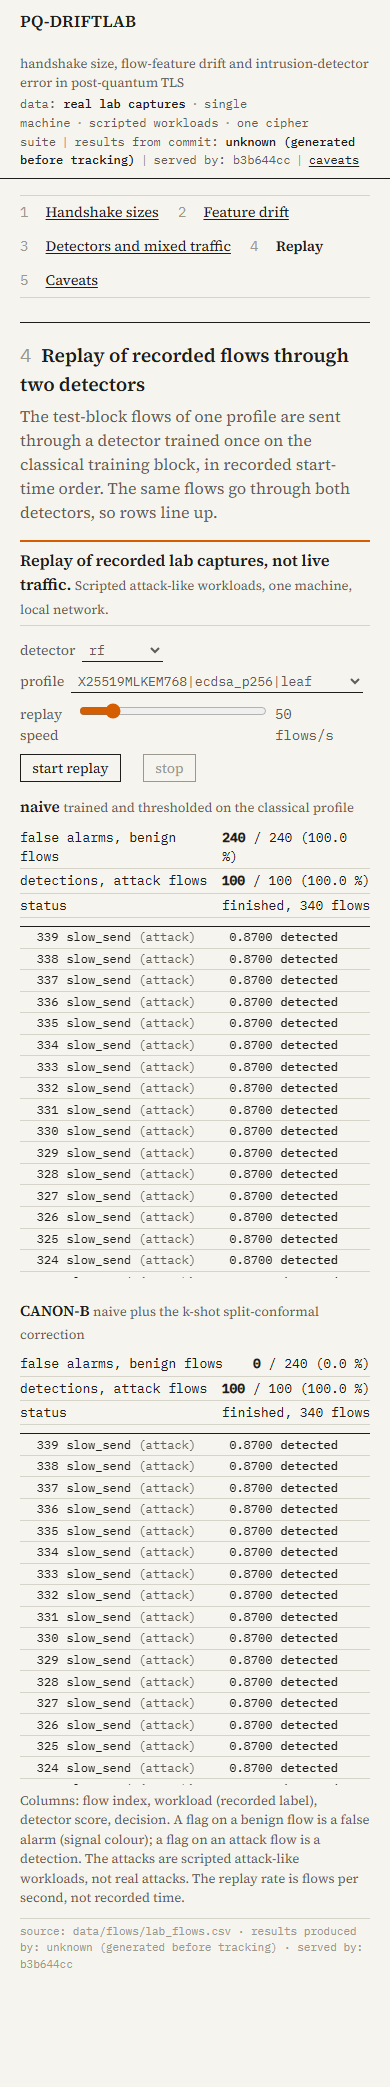 PQ-DRIFTLAB
handshake size, flow-feature drift and intrusion-detector
error in post-quantum TLS
data: real lab captures · single
machine · scripted workloads · one cipher
suite | results from commit: unknown (generated
before tracking) | served by: b3b644cc | caveats
1 Handshake sizes 2 Feature drift
3 Detectors and mixed traffic 4 Replay
5 Caveats
4 Replay of recorded flows through
two detectors
The test-block flows of one profile are sent
through a detector trained once on the
classical training block, in recorded start-
time order. The same flows go through both
detectors, so rows line up.
Replay of recorded lab captures, not live
traffic. Scripted attack-like workloads, one machine,
local network.
detector rf
profile X25519MLKEM768|ecdsa_p256|leaf
replay 50
speed flows/s
start replay stop
naive trained and thresholded on the classical profile
false alarms, benign 240 / 240 (100.0
flows %)
detections, attack flows 100 / 100 (100.0 %)
status finished, 340 flows
339 slow_send (attack) 0.8700 detected
338 slow_send (attack) 0.8700 detected
337 slow_send (attack) 0.8700 detected
336 slow_send (attack) 0.8700 detected
335 slow_send (attack) 0.8700 detected
334 slow_send (attack) 0.8700 detected
333 slow_send (attack) 0.8700 detected
332 slow_send (attack) 0.8700 detected
331 slow_send (attack) 0.8700 detected
330 slow_send (attack) 0.8700 detected
329 slow_send (attack) 0.8700 detected
328 slow_send (attack) 0.8700 detected
327 slow_send (attack) 0.8700 detected
326 slow_send (attack) 0.8700 detected
325 slow_send (attack) 0.8700 detected
324 slow_send (attack) 0.8700 detected
CANON-B naive plus the k-shot split-conformal
correction
false alarms, benign flows 0 / 240 (0.0 %)
detections, attack flows 100 / 100 (100.0 %)
status finished, 340 flows
339 slow_send (attack) 0.8700 detected
338 slow_send (attack) 0.8700 detected
337 slow_send (attack) 0.8700 detected
336 slow_send (attack) 0.8700 detected
335 slow_send (attack) 0.8700 detected
334 slow_send (attack) 0.8700 detected
333 slow_send (attack) 0.8700 detected
332 slow_send (attack) 0.8700 detected
331 slow_send (attack) 0.8700 detected
330 slow_send (attack) 0.8700 detected
329 slow_send (attack) 0.8700 detected
328 slow_send (attack) 0.8700 detected
327 slow_send (attack) 0.8700 detected
326 slow_send (attack) 0.8700 detected
325 slow_send (attack) 0.8700 detected
324 slow_send (attack) 0.8700 detected
Columns: flow index, workload (recorded label),
detector score, decision. A flag on a benign flow is a false
alarm (signal colour); a flag on an attack flow is a
detection. The attacks are scripted attack-like
workloads, not real attacks. The replay rate is flows per
second, not recorded time.
source: data/flows/lab_flows.csv · results produced
by: unknown (generated before tracking) · served by:
b3b644cc